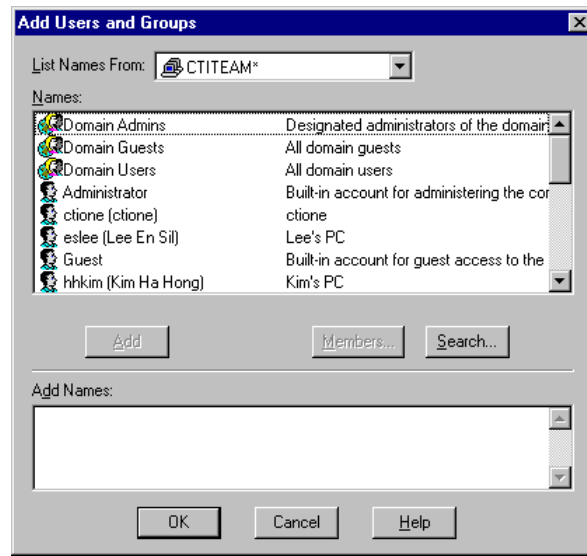 Add Users and Groups
List Names From: CTITEAM*
Names:
Domain Admins Designated administrators of the domain
Domain Guests All domain guests
Domain Users All domain users
Administrator Built-in account for administering the cor
ctione (ctione) ctione
eslee (Lee En Sil) Lee's PC
Guest Built-in account for guest access to the
hhkim (Kim Ha Hong) Kim's PC
Add Members... Search...
Add Names:
OK Cancel Help